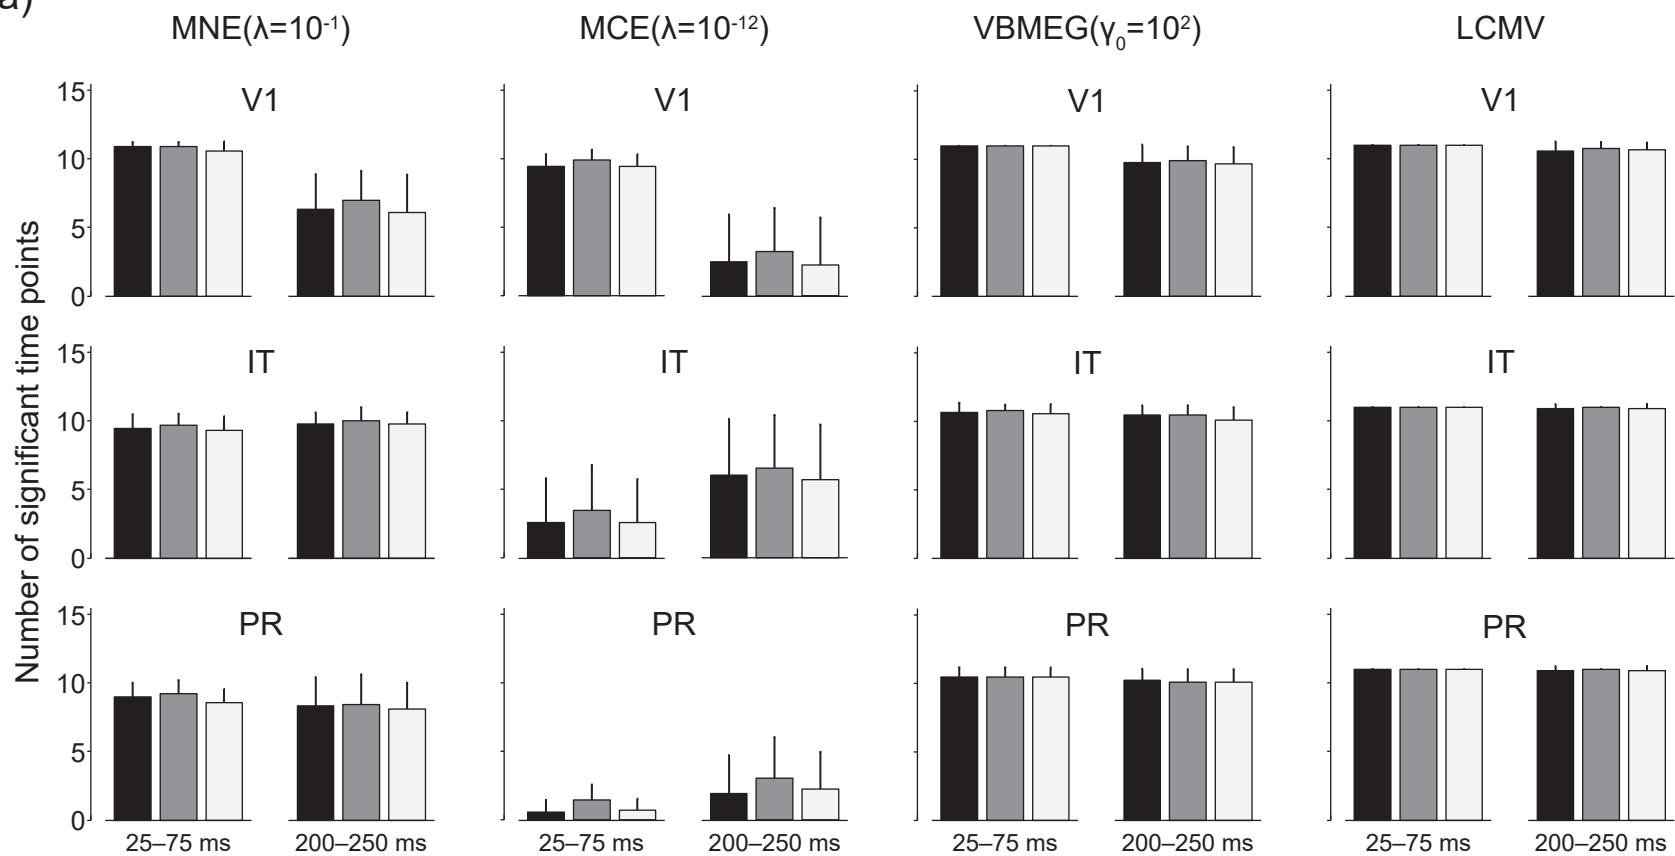 a)
MNE(λ=10⁻¹) MCE(λ=10⁻¹²) VBMEG(γ₀=10²) LCMV
Number of significant time points
V1 V1 V1 V1
15
10
5
0
IT IT IT IT
15
10
5
0
PR PR PR PR
15
10
5
0
25–75 ms 200–250 ms 25–75 ms 200–250 ms 25–75 ms 200–250 ms 25–75 ms 200–250 ms